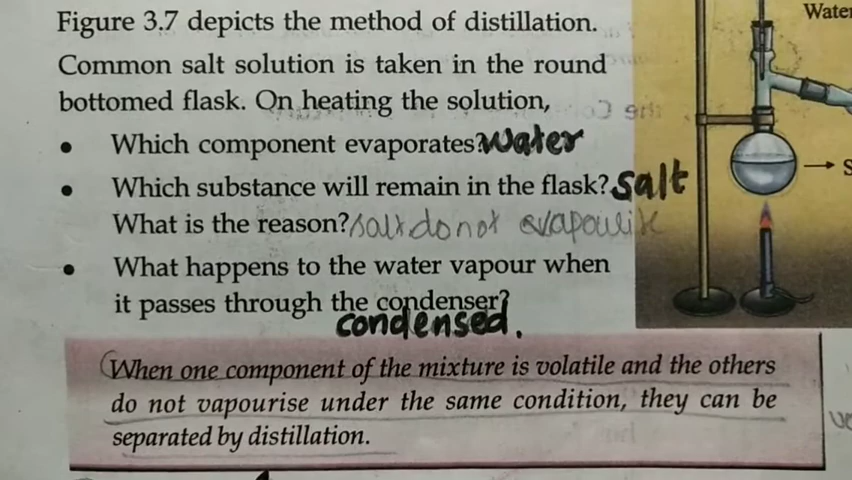 Figure 3.7 depicts the method of distillation.
Water
Common salt solution is taken in the round
bottomed flask. On heating the solution,
• Which component evaporates? water
• Which substance will remain in the flask? salt
What is the reason? salt do not
• What happens to the water vapour when
it passes through the condenser?
condensed.
When one component of the mixture is volatile and the others
do not vapourise under the same condition, they can be
separated by distillation.